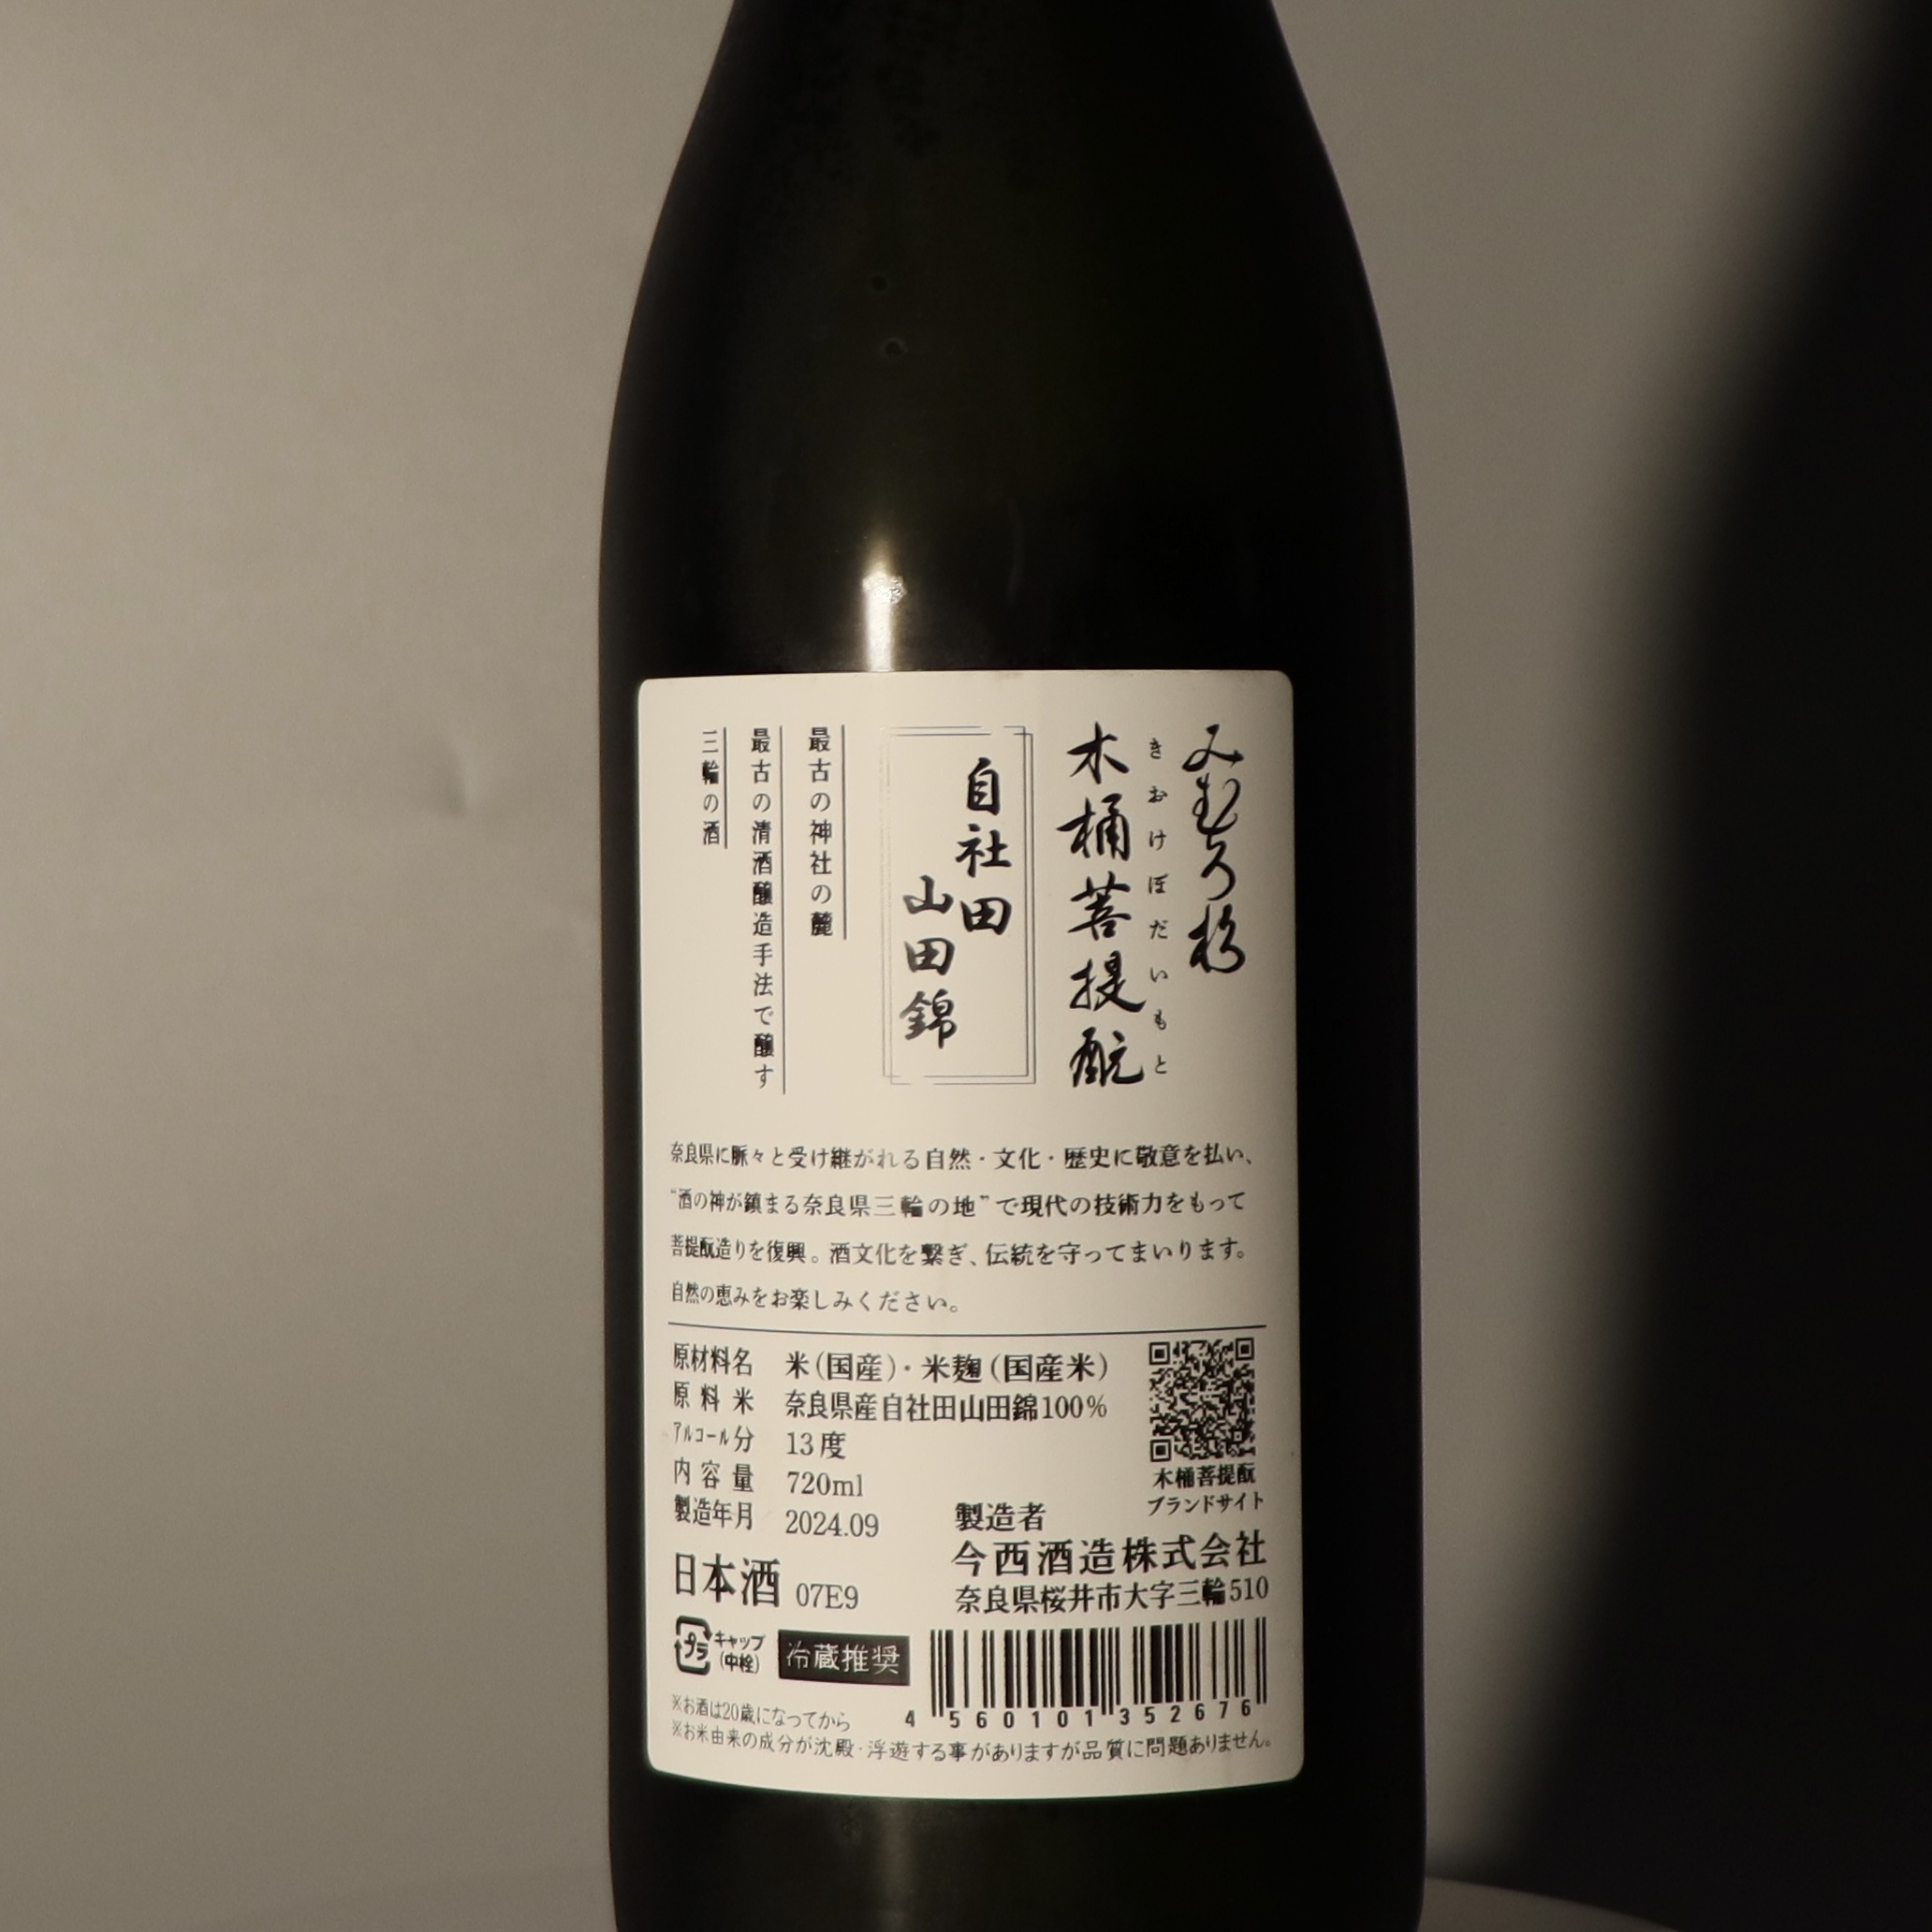 みむろ杉
きおけぼだいもと
木桶菩提酛
自社田
山田錦
最古の神社の麓
最古の清酒醸造手法で醸す
三輪の酒
奈良県に脈々と受け継がれる自然・文化・歴史に敬意を払い、
“酒の神が鎮まる奈良県三輪の地”で現代の技術力をもって
菩提酛造りを復興。酒文化を繋ぎ、伝統を守ってまいります。
自然の恵みをお楽しみください。
原材料名 米(国産)・米麹(国産米)
原料米 奈良県産自社田山田錦100%
アルコール分 13度
内容量 720ml
製造年月 2024.09
木桶菩提酛
ブランドサイト
製造者
今西酒造株式会社
奈良県桜井市大字三輪510
日本酒 07E9
プラ
キャップ
(中栓)
冷蔵推奨
4 560101 352676
※お酒は20歳になってから
※お米由来の成分が沈殿・浮遊する事がありますが品質に問題ありません。